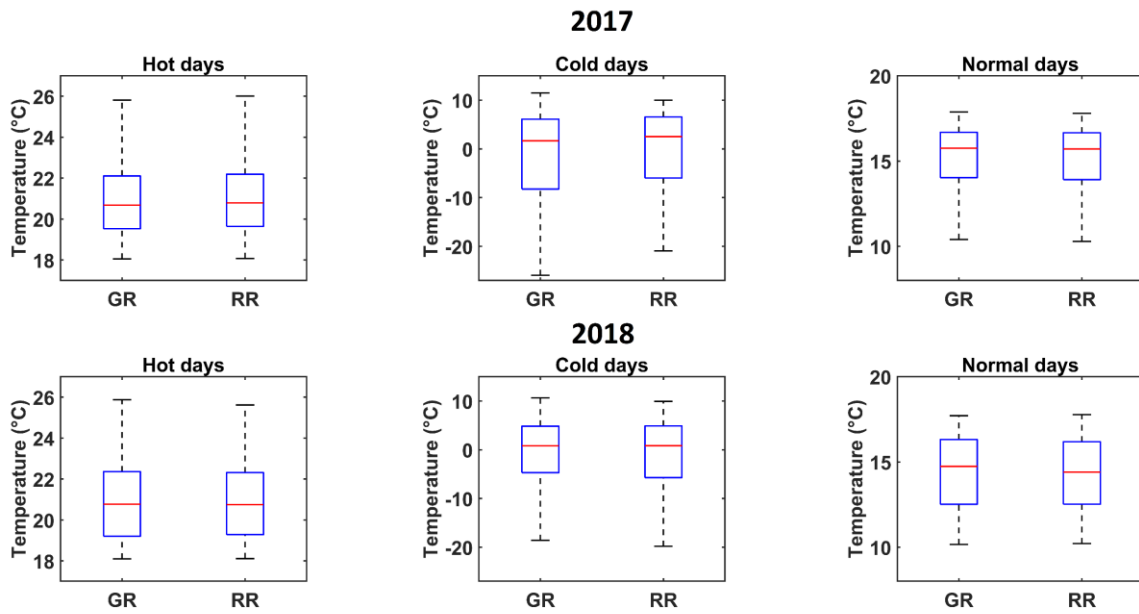 2017
Hot days
Cold days
Normal days
Temperature (°C)
26
24
22
20
18
GR RR
Temperature (°C)
10
0
-10
-20
GR RR
Temperature (°C)
20
15
10
GR RR
2018
Hot days
Cold days
Normal days
Temperature (°C)
26
24
22
20
18
GR RR
Temperature (°C)
10
0
-10
-20
GR RR
Temperature (°C)
20
15
10
GR RR